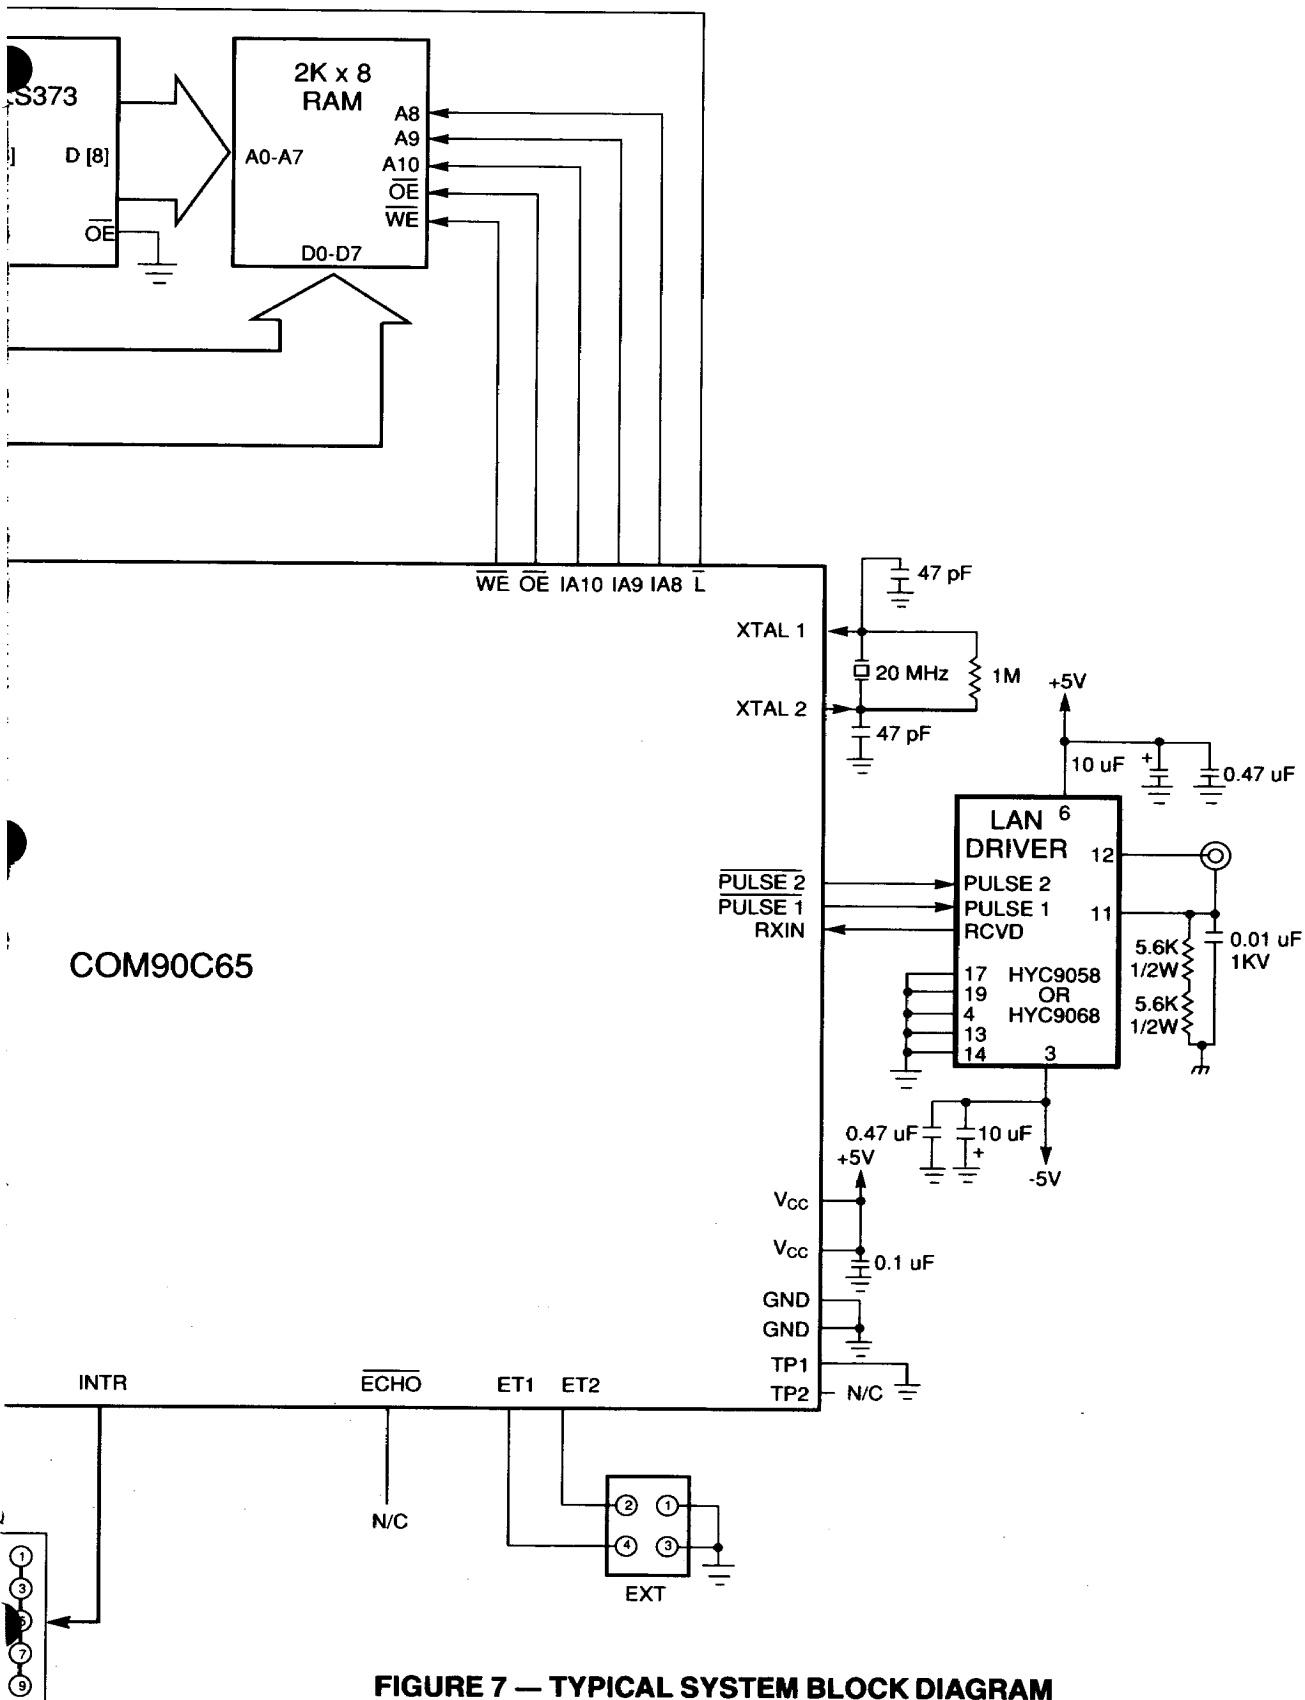 2K x 8
RAM
S373
A8
A9
D [8]
A0-A7
A10
OE
WE
OE
D0-D7
WE OE IA10 IA9 IA8 L
47 pF
XTAL 1
20 MHz
1M
XTAL 2
47 pF
+5V
10 uF
+
0.47 uF
6
LAN
DRIVER
12
PULSE 2
PULSE 2
PULSE 1
PULSE 1
11
RXIN
RCVD
COM90C65
5.6K
1/2W
0.01 uF
1KV
17
HYC9058
19
OR
4
HYC9068
5.6K
1/2W
13
14
3
0.47 uF
10 uF
+
+5V
-5V
VCC
VCC
0.1 uF
GND
GND
TP1
TP2
N/C
INTR
ECHO
ET1
ET2
N/C
2
1
4
3
EXT
1
3
5
7
9
FIGURE 7 — TYPICAL SYSTEM BLOCK DIAGRAM